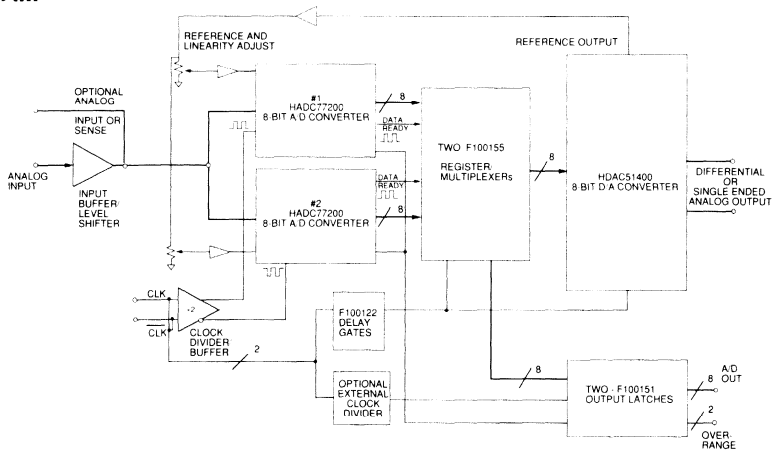 REFERENCE AND
LINEARITY ADJUST
REFERENCE OUTPUT
OPTIONAL
ANALOG
INPUT OR
SENSE
ANALOG
INPUT
INPUT
BUFFER/
LEVEL
SHIFTER
#1
HADC77200
8-BIT A/D CONVERTER
8
DATA
READY
DATA
READY
8
#2
HADC77200
8-BIT A/D CONVERTER
TWO F100155
REGISTER/
MULTIPLEXERs
8
HDAC51400
8-BIT D/A CONVERTER
DIFFERENTIAL
OR
SINGLE ENDED
ANALOG OUTPUT
CLK
÷2
CLK
CLOCK
DIVIDER/
BUFFER
2
F100122
DELAY
GATES
OPTIONAL
EXTERNAL
CLOCK
DIVIDER
8
TWO - F100151
OUTPUT LATCHES
8
A/D
OUT
2
OVER-
RANGE